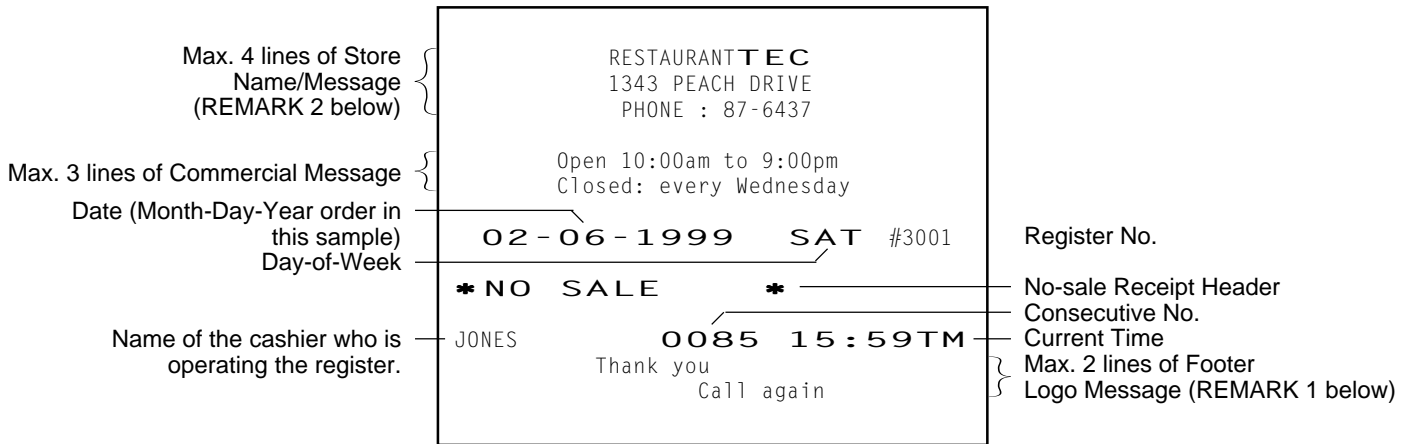 Max. 4 lines of Store
Name/Message
(REMARK 2 below)
RESTAURANT TEC
1343 PEACH DRIVE
PHONE : 87-6437
Max. 3 lines of Commercial Message
Open 10:00am to 9:00pm
Closed: every Wednesday
Date (Month-Day-Year order in
this sample)
Day-of-Week
02-06-1999 SAT #3001
Register No.
*NO SALE *
No-sale Receipt Header
Consecutive No.
Name of the cashier who is
operating the register.
JONES 0085 15:59TM
Current Time
Thank you
Call again
Max. 2 lines of Footer
Logo Message (REMARK 1 below)